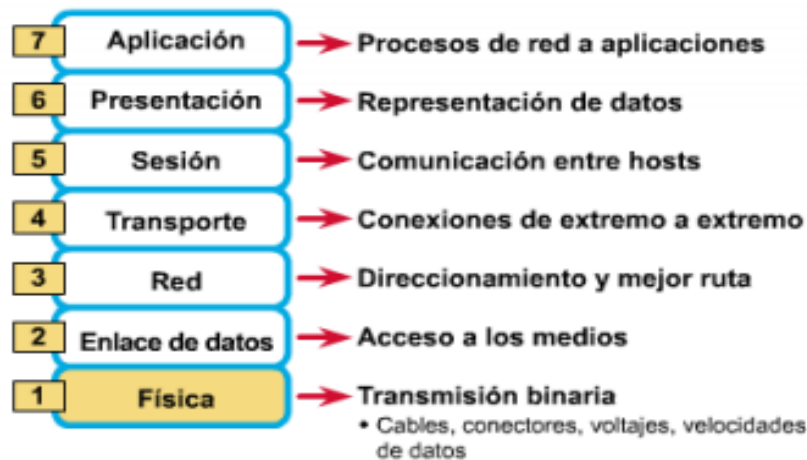 7 Aplicación Procesos de red a aplicaciones
6 Presentación Representación de datos
5 Sesión Comunicación entre hosts
4 Transporte Conexiones de extremo a extremo
3 Red Direccionamiento y mejor ruta
2 Enlace de datos Acceso a los medios
1 Física Transmisión binaria
• Cables, conectores, voltajes, velocidades
de datos